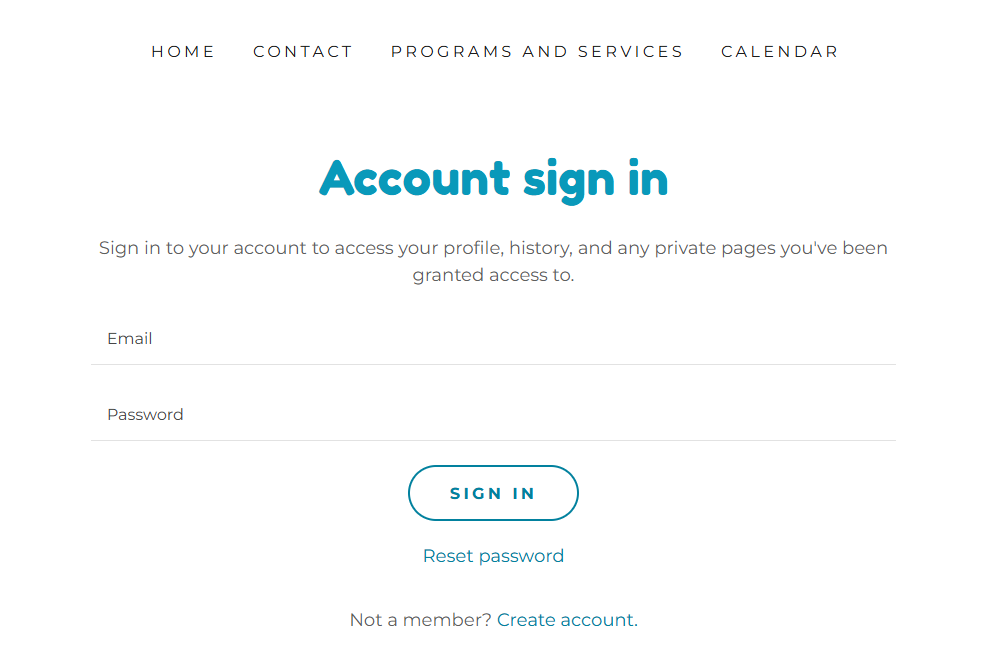 HOME CONTACT PROGRAMS AND SERVICES CALENDAR
Account sign in
Sign in to your account to access your profile, history, and any private pages you've been
granted access to.
Email
Password
SIGN IN
Reset password
Not a member? Create account.